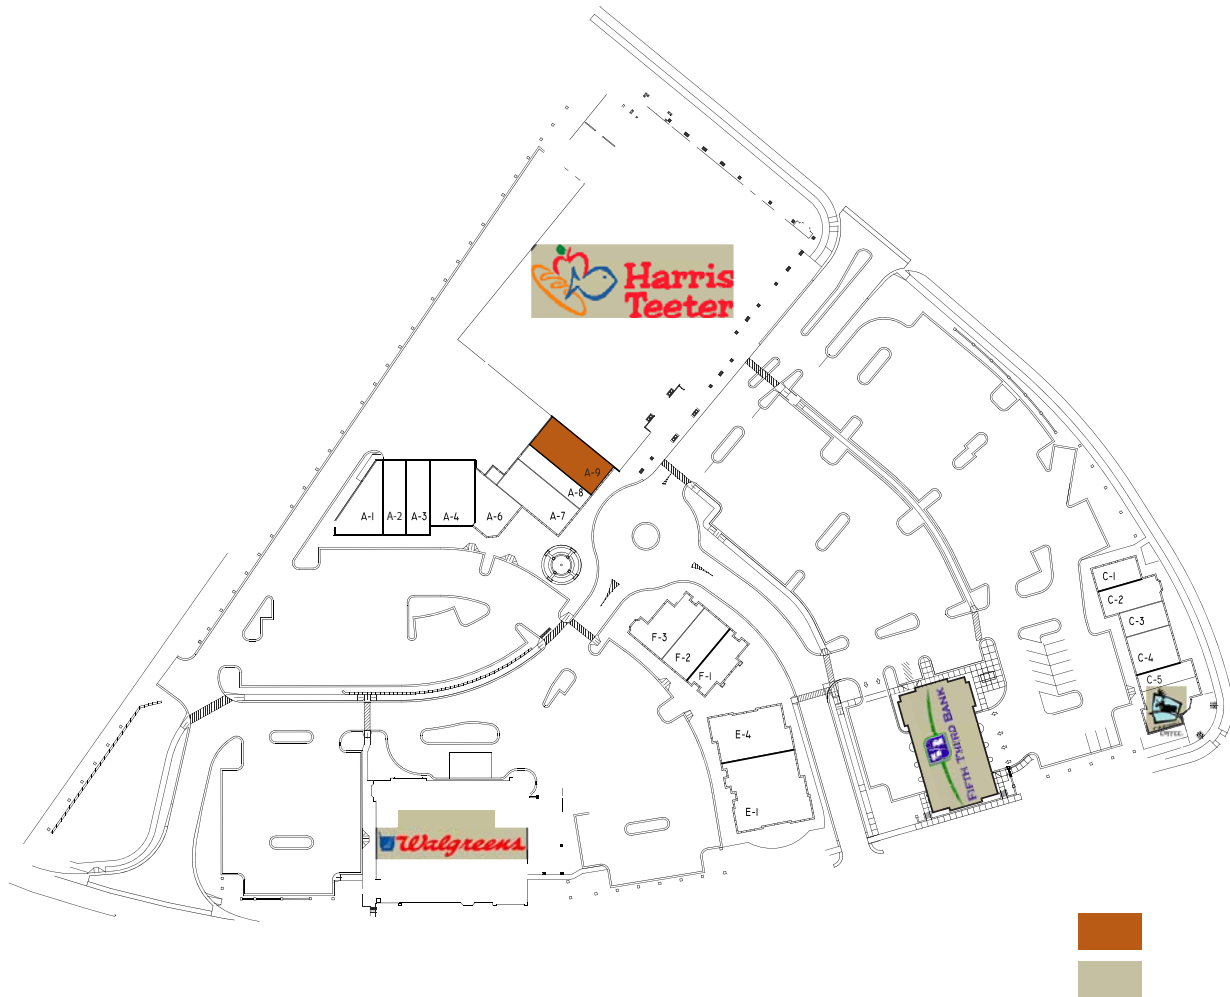 Harris
Teeter
A-9
A-8
A-1
A-2
A-3
A-4
A-6
A-7
C-1
C-2
C-3
C-4
C-5
F-3
F-2
F-1
E-4
E-1
FIFTH THIRD BANK
Walgreens